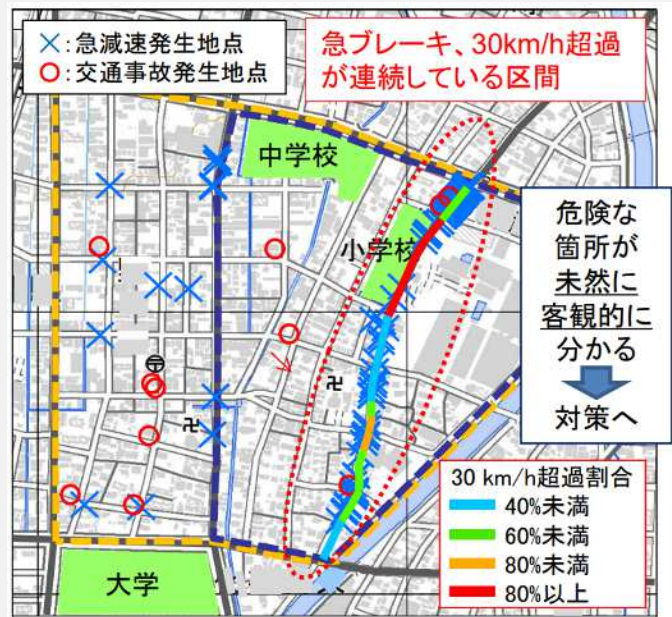 ×:急減速発生地点
○:交通事故発生地点
急ブレーキ、30km/h超過
が連続している区間
中学校
小学校
危険な
箇所が
未然に
客観的に
分かる
対策へ
卍
卍
大学
30 km/h超過割合
40%未満
60%未満
80%未満
80%以上